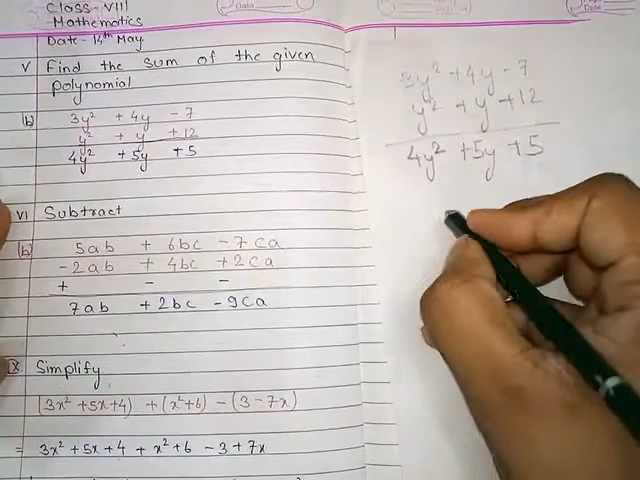 Class - VIII
Mathematics
Date - 14th May
V Find the sum of the given
polynomial
(b) 3y² + 4y - 7
y² + y + 12
4y² + 5y + 5
VI Subtract
(b) 5ab + 6bc - 7ca
-2ab + 4bc + 2ca
+ - -
7ab + 2bc - 9ca
Simplify
(3x² + 5x + 4) + (x² + 6) - (3 - 7x)
= 3x² + 5x + 4 + x² + 6 - 3 + 7x
3y² + 4y - 7
y² + y + 12
4y² + 5y + 5
Date
Date